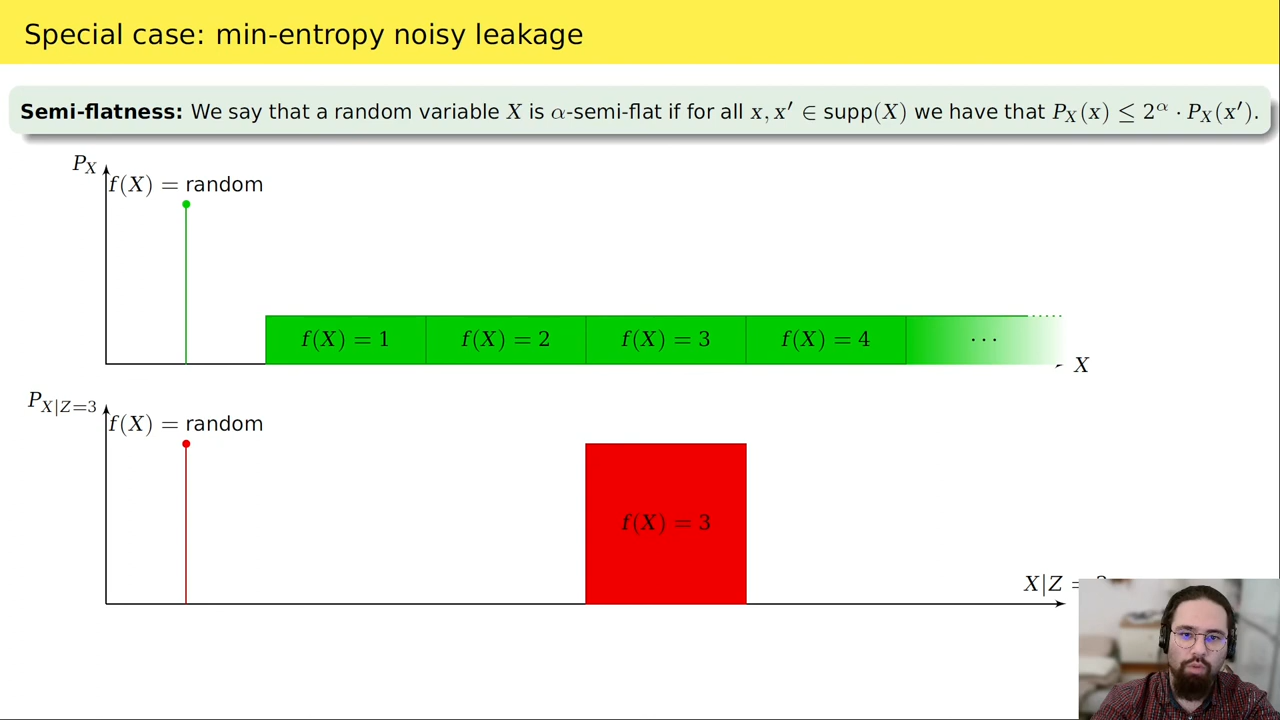 Special case: min-entropy noisy leakage
Semi-flatness: We say that a random variable X is α-semi-flat if for all x, x′ ∈ supp(X) we have that P_X(x) ≤ 2^α · P_X(x′).
P_X
f(X) = random
f(X) = 1 f(X) = 2 f(X) = 3 f(X) = 4 ⋯
X
P_{X|Z=3}
f(X) = random
f(X) = 3
X|Z =